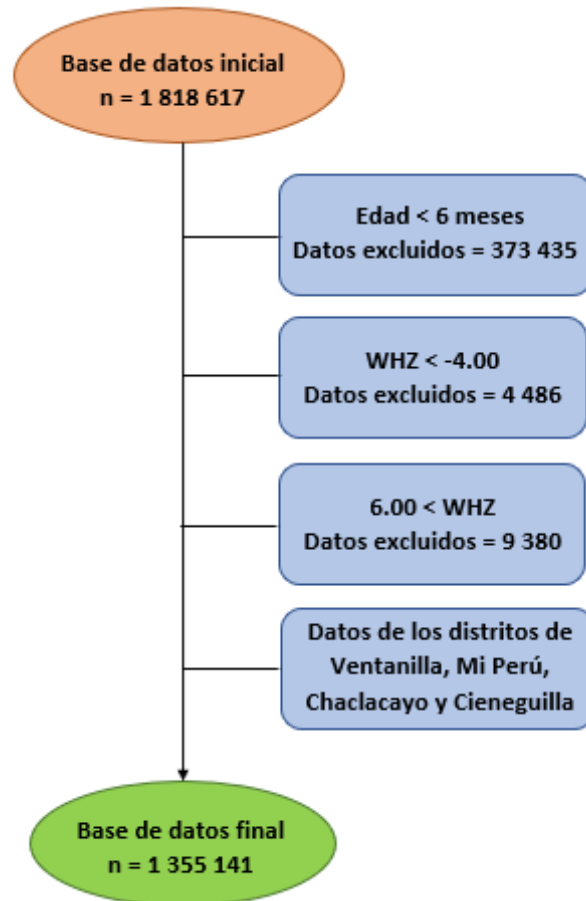 Base de datos inicial
n = 1 818 617
Edad < 6 meses
Datos excluidos = 373 435
WHZ < -4.00
Datos excluidos = 4 486
6.00 < WHZ
Datos excluidos = 9 380
Datos de los distritos de
Ventanilla, Mi Perú,
Chaclacayo y Cieneguilla
Base de datos final
n = 1 355 141